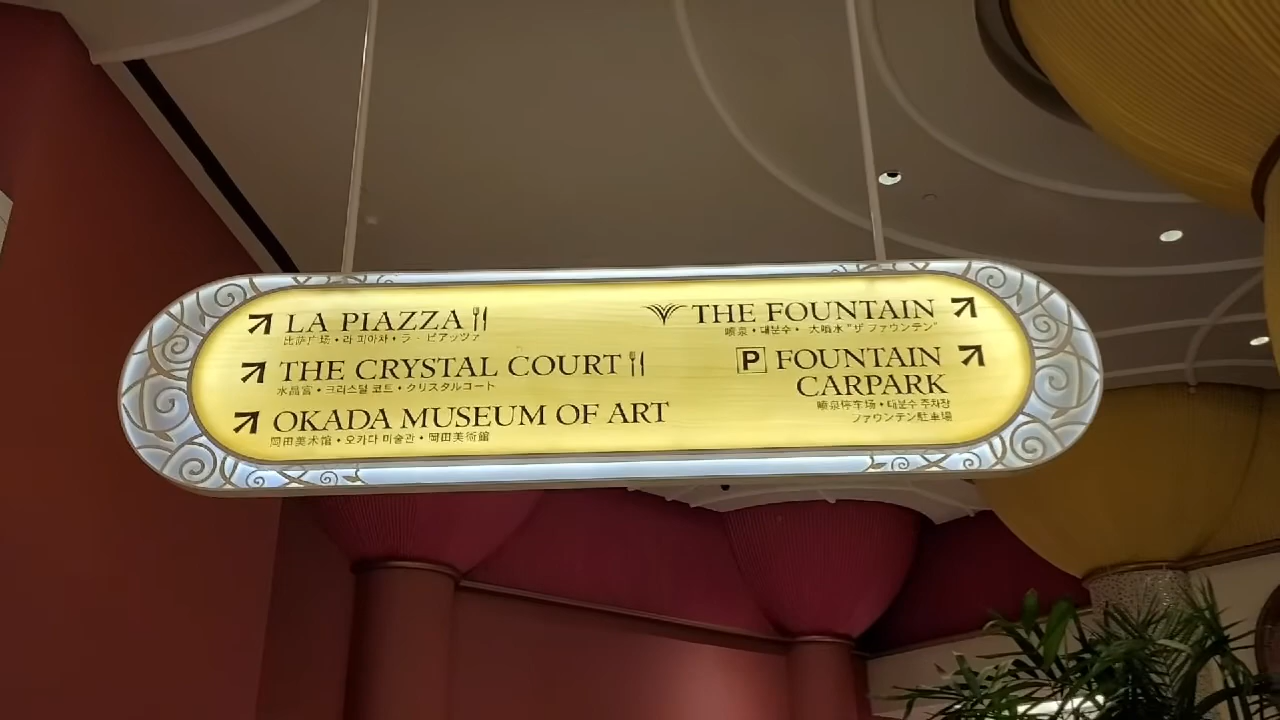 LA PIAZZA
比萨广场 • 라 피아차 • ラ・ピアッツァ
THE CRYSTAL COURT
水晶宮 • 크리스털 코트 • クリスタルコート
OKADA MUSEUM OF ART
岡田美术馆 • 오카다 미술관 • 岡田美術館
THE FOUNTAIN
喷泉 • 대분수 • 大噴水 "ザ ファウンテン"
P FOUNTAIN
CARPARK
喷泉停车场 • 대분수 주차장
ファウンテン駐車場